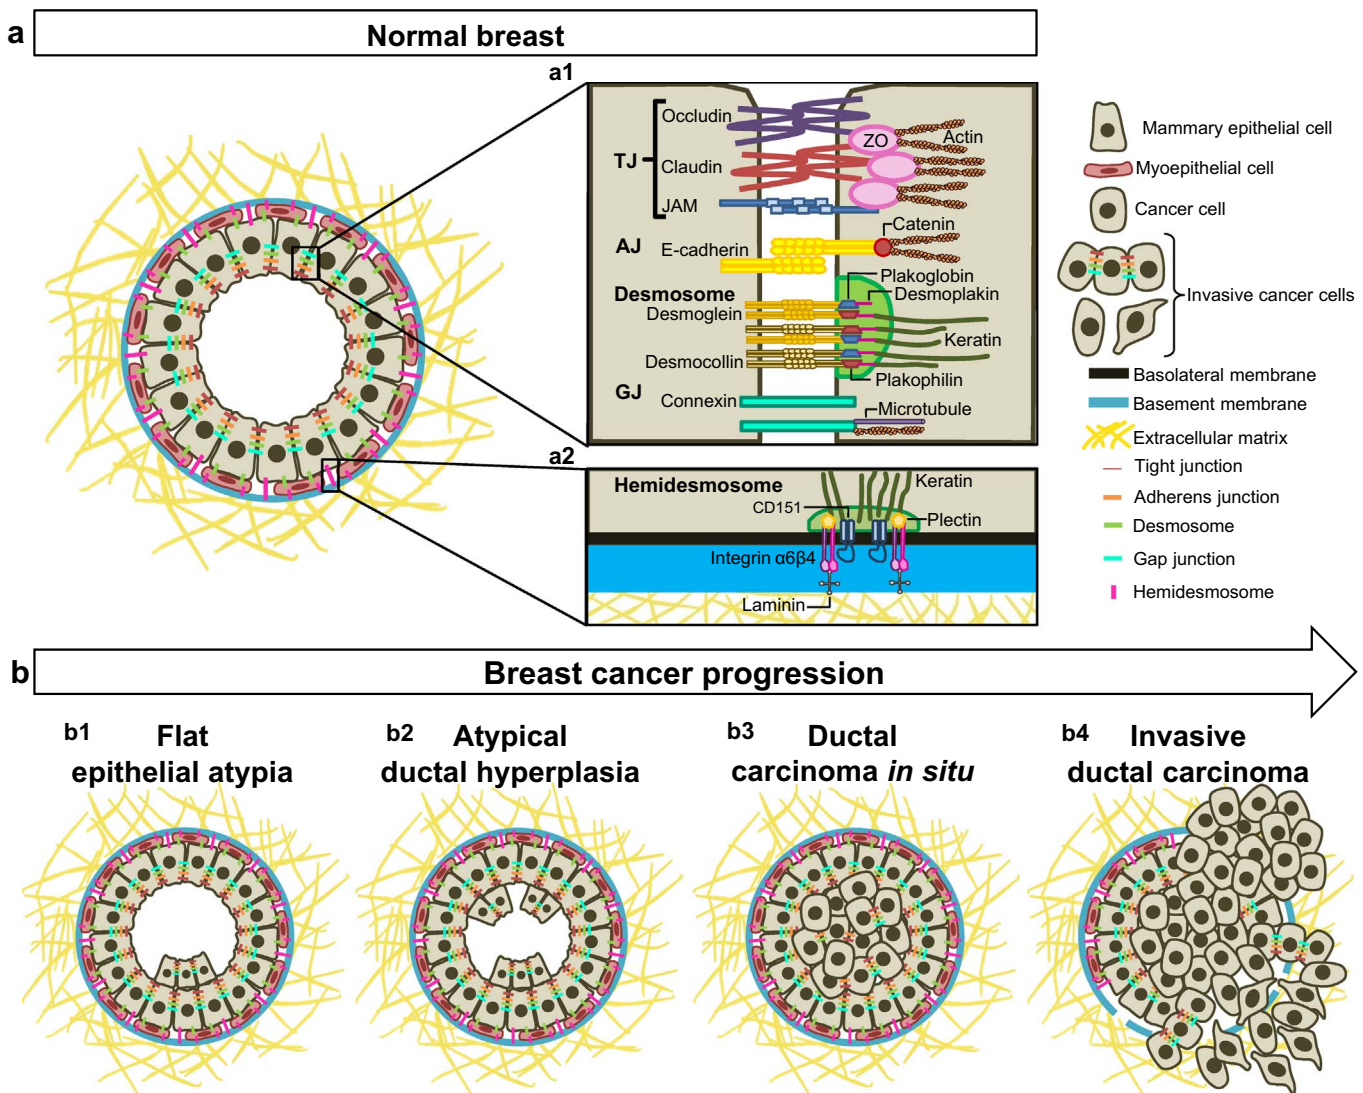 a
Normal breast
a1
Occludin
TJ
Claudin
JAM
ZO
Actin
AJ
E-cadherin
Catenin
Desmosome
Desmoglein
Desmocollin
Plakoglobin
Desmoplakin
Keratin
Plakophilin
GJ
Connexin
Microtubule
a2
Hemidesmosome
Keratin
CD151
Plectin
Integrin α6β4
Laminin
Mammary epithelial cell
Myoepithelial cell
Cancer cell
Invasive cancer cells
Basolateral membrane
Basement membrane
Extracellular matrix
Tight junction
Adherens junction
Desmosome
Gap junction
Hemidesmosome
b
Breast cancer progression
b1
Flat
epithelial atypia
b2
Atypical
ductal hyperplasia
b3
Ductal
carcinoma in situ
b4
Invasive
ductal carcinoma